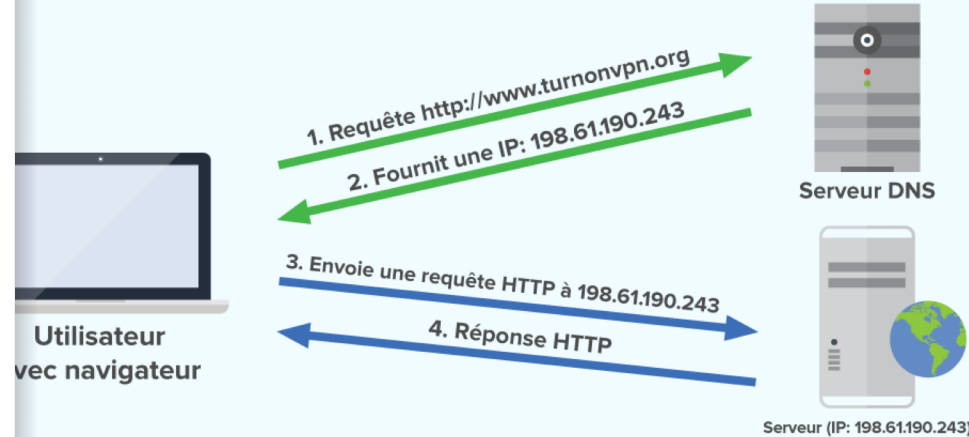 1. Requête http://www.turnonvpn.org
2. Fournit une IP: 198.61.190.243
Serveur DNS
3. Envoie une requête HTTP à 198.61.190.243
4. Réponse HTTP
Utilisateur
vec navigateur
Serveur (IP: 198.61.190.243)